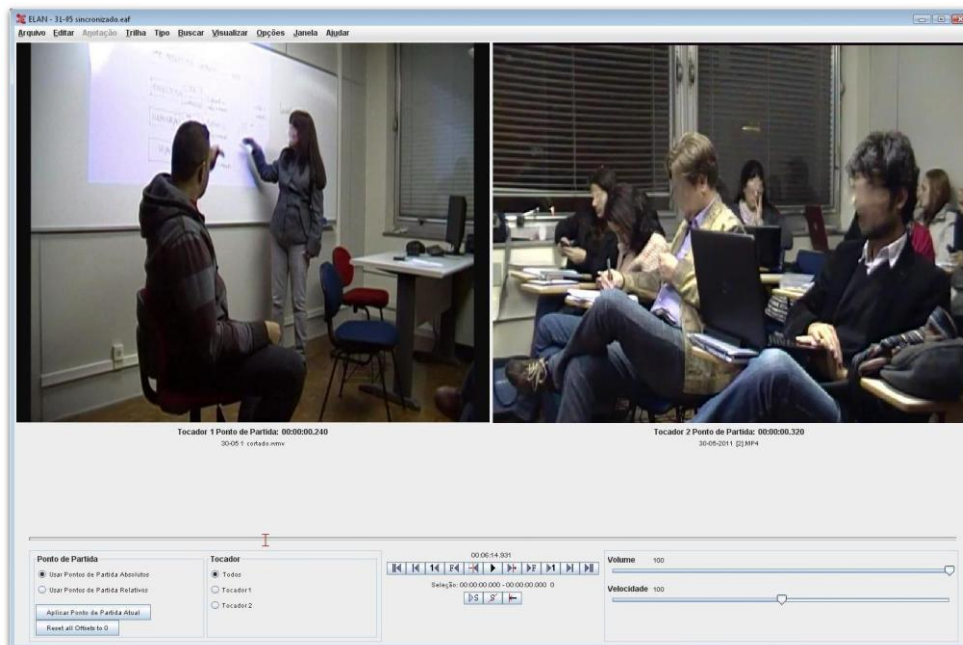 ELAN - 31-05 sincronizado.eaf
Arquivo Editar Anotação Trilha Tipo Buscar Visualizar Opções Janela Ajudar
Tocador 1 Ponto de Partida: 00:00:00.240
30-05 1 cortado.wmv
Tocador 2 Ponto de Partida: 00:00:00.320
30-05-2011 [2].MP4
Ponto de Partida
Usar Pontos de Partida Absolutos
Usar Pontos de Partida Relativos
Aplicar Ponto de Partida Atual
Reset all Offsets to 0
Tocador
Todos
Tocador 1
Tocador 2
00:06:14.931
Seleção: 00:00:00.000 - 00:00:00.000 0
Volume 100
Velocidade 100